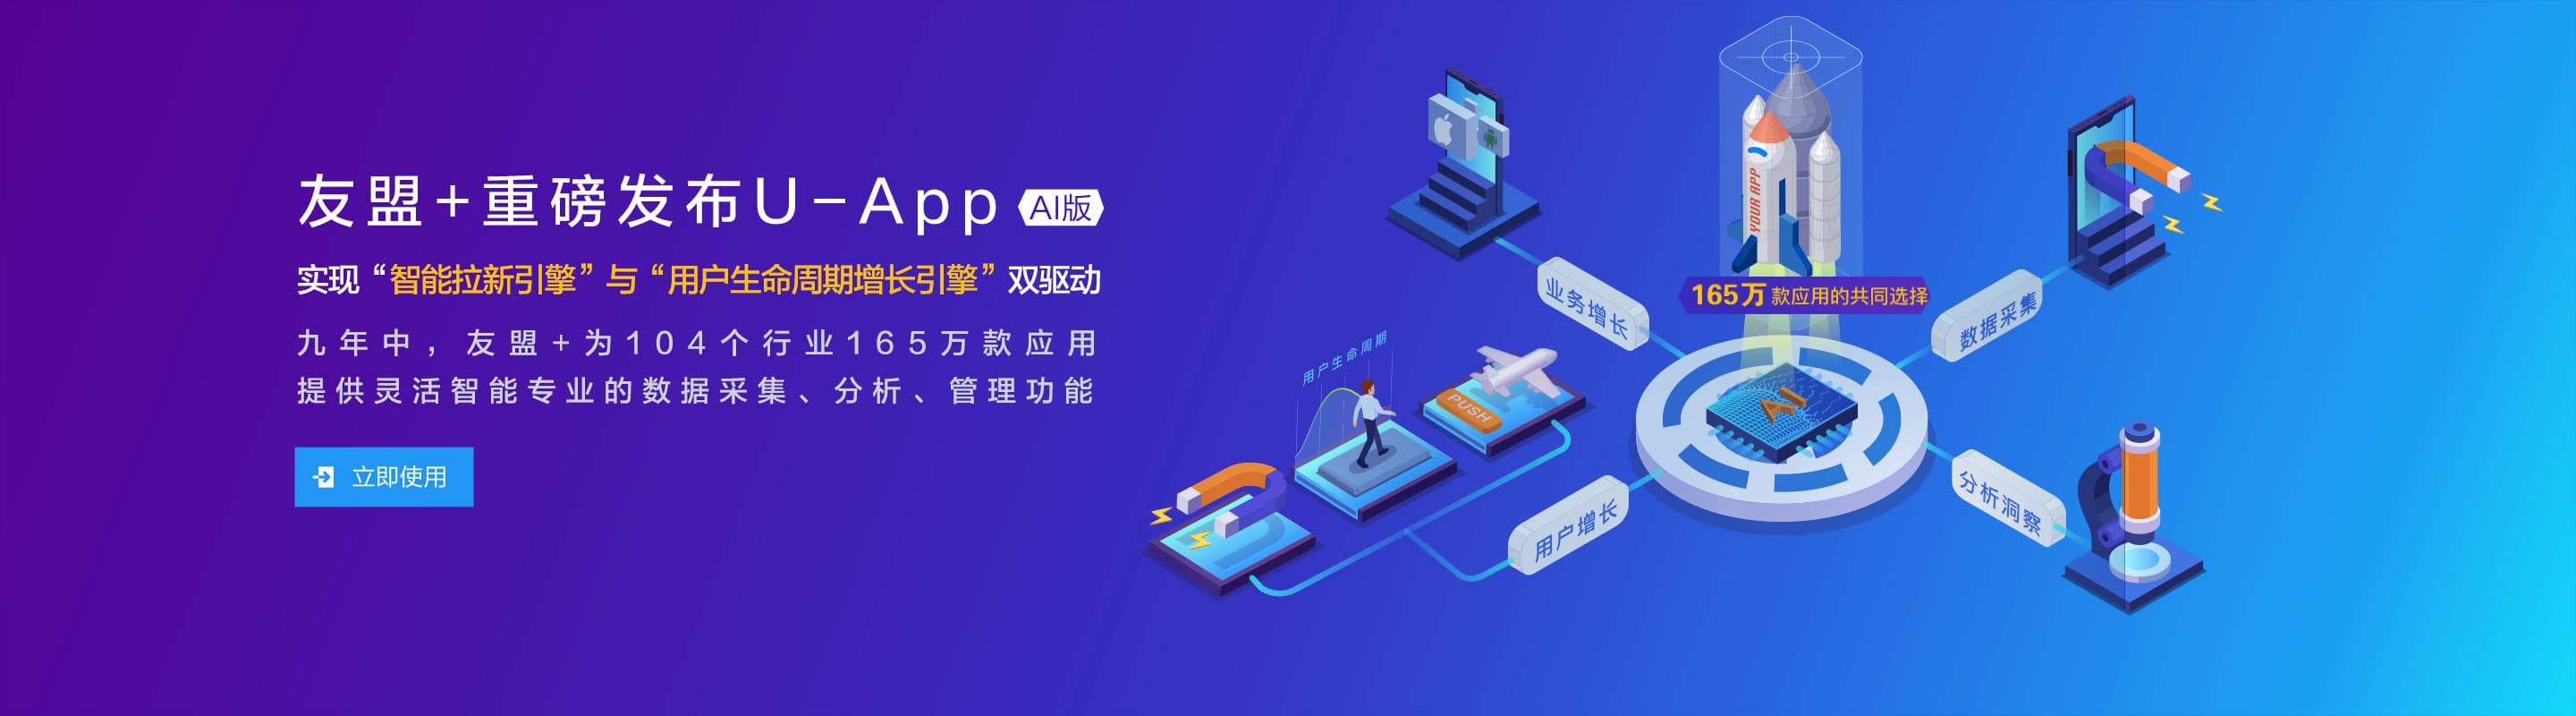 友盟+重磅发布U-App AI版
实现“智能拉新引擎”与“用户生命周期增长引擎”双驱动
九年中，友盟+为104个行业165万款应用
提供灵活智能专业的数据采集、分析、管理功能
立即使用
YOUR APP
165万 款应用的共同选择
业务增长
数据采集
用户生命周期
PUSH
AI
用户增长
分析洞察